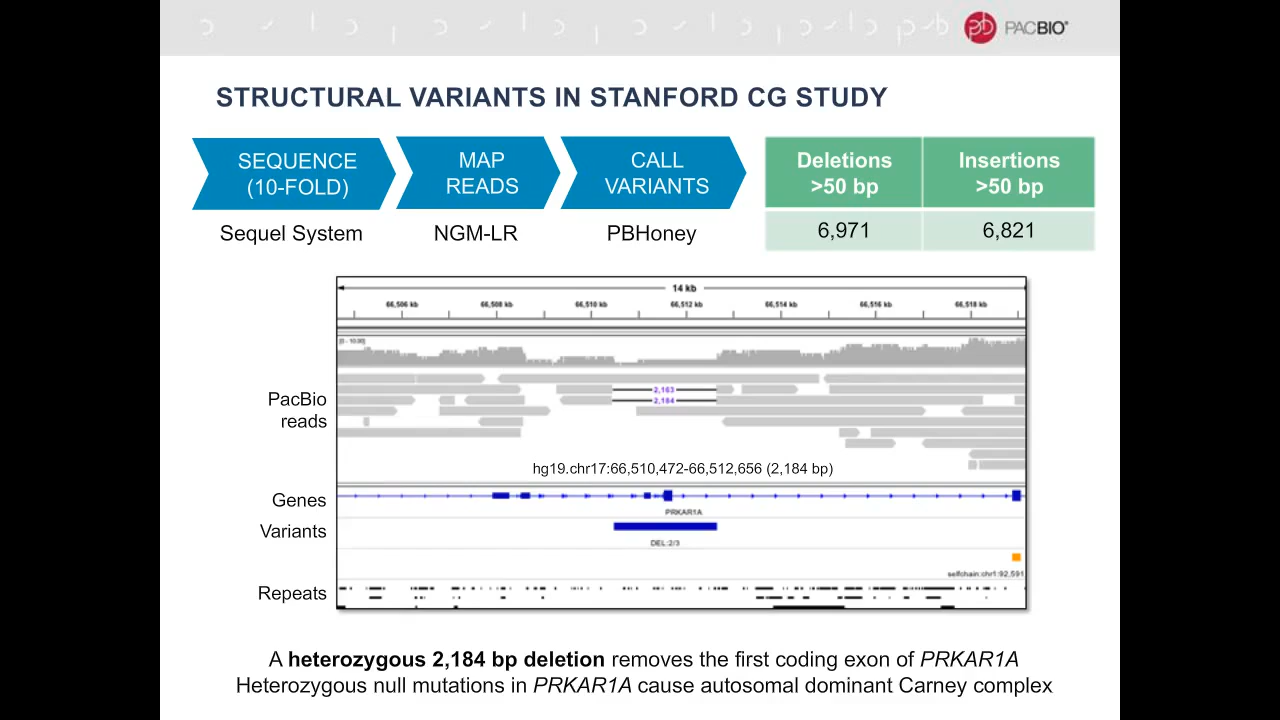 PACBIO®
STRUCTURAL VARIANTS IN STANFORD CG STUDY
SEQUENCE
(10-FOLD)
MAP
READS
CALL
VARIANTS
Deletions
>50 bp
Insertions
>50 bp
Sequel System
NGM-LR
PBHoney
6,971
6,821
14 kb
66,506 kb 66,508 kb 66,510 kb 66,512 kb 66,514 kb 66,516 kb 66,518 kb
[0 - 10.00]
PacBio
reads
2,163
2,184
hg19.chr17:66,510,472-66,512,656 (2,184 bp)
Genes
PRKAR1A
Variants
DEL:2/3
selfchain:chr1:92,591
Repeats
A heterozygous 2,184 bp deletion removes the first coding exon of PRKAR1A
Heterozygous null mutations in PRKAR1A cause autosomal dominant Carney complex